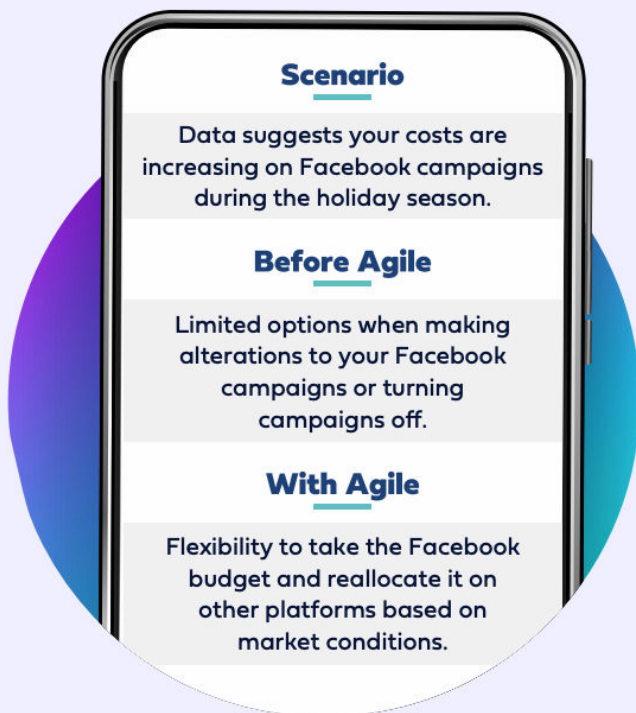 Scenario
Data suggests your costs are
increasing on Facebook campaigns
during the holiday season.
Before Agile
Limited options when making
alterations to your Facebook
campaigns or turning
campaigns off.
With Agile
Flexibility to take the Facebook
budget and reallocate it on
other platforms based on
market conditions.